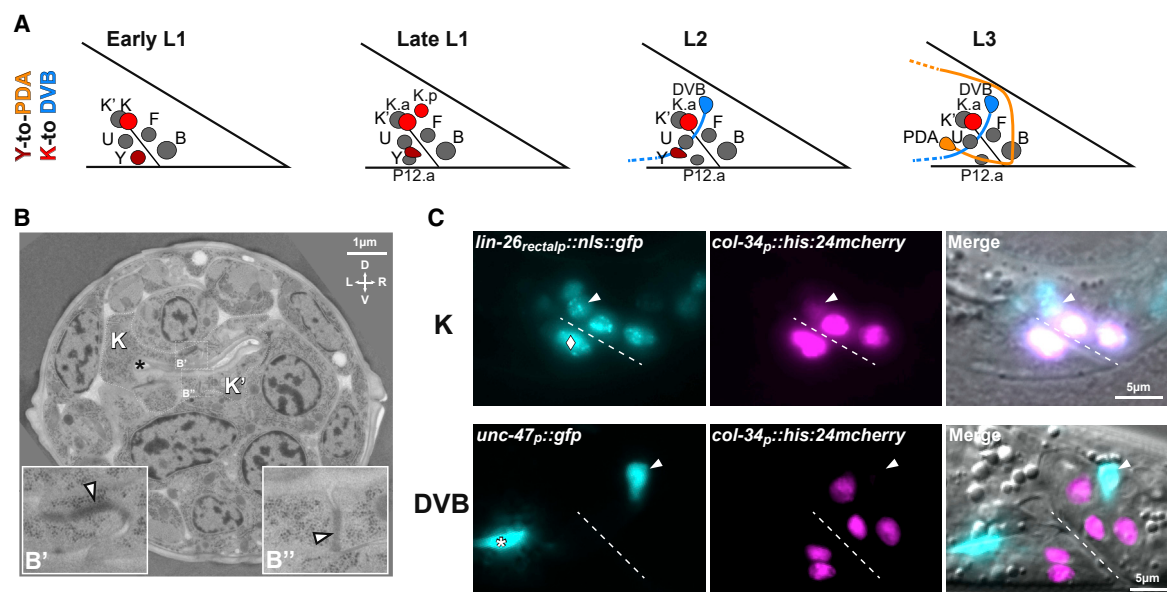 A
Early L1
Late L1
L2
L3
Y-to-PDA
K-to DVB
K' K
F
U
B
Y
K.p
K.a
K'
F
U
B
Y
P12.a
DVB
K.a
K'
F
U
B
Y
P12.a
DVB
K.a
K'
F
PDA
U
B
P12.a
B
1µm
D
L R
V
K
*
B'
B''
K'
B'
B''
C
K
lin-26rectalp::nls::gfp
col-34p::his:24mcherry
Merge
5µm
DVB
unc-47p::gfp
col-34p::his:24mcherry
Merge
*
5µm